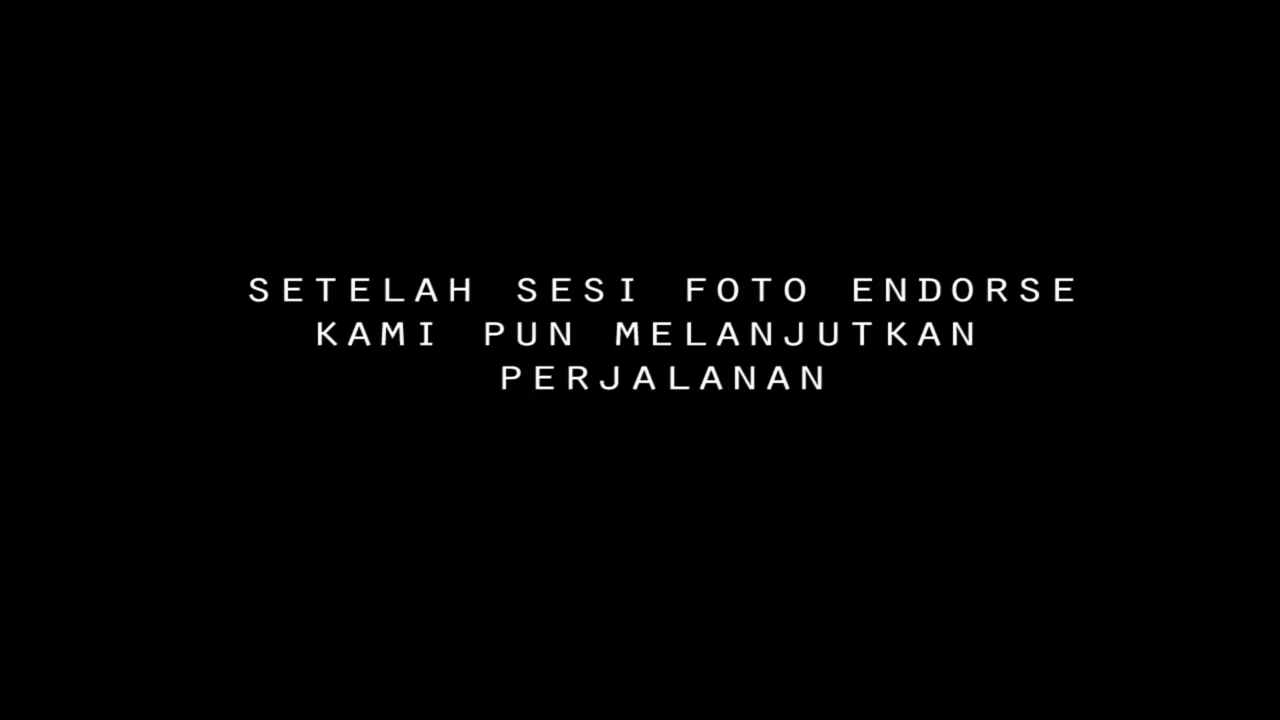 SETELAH SESI FOTO ENDORSE
KAMI PUN MELANJUTKAN
PERJALANAN